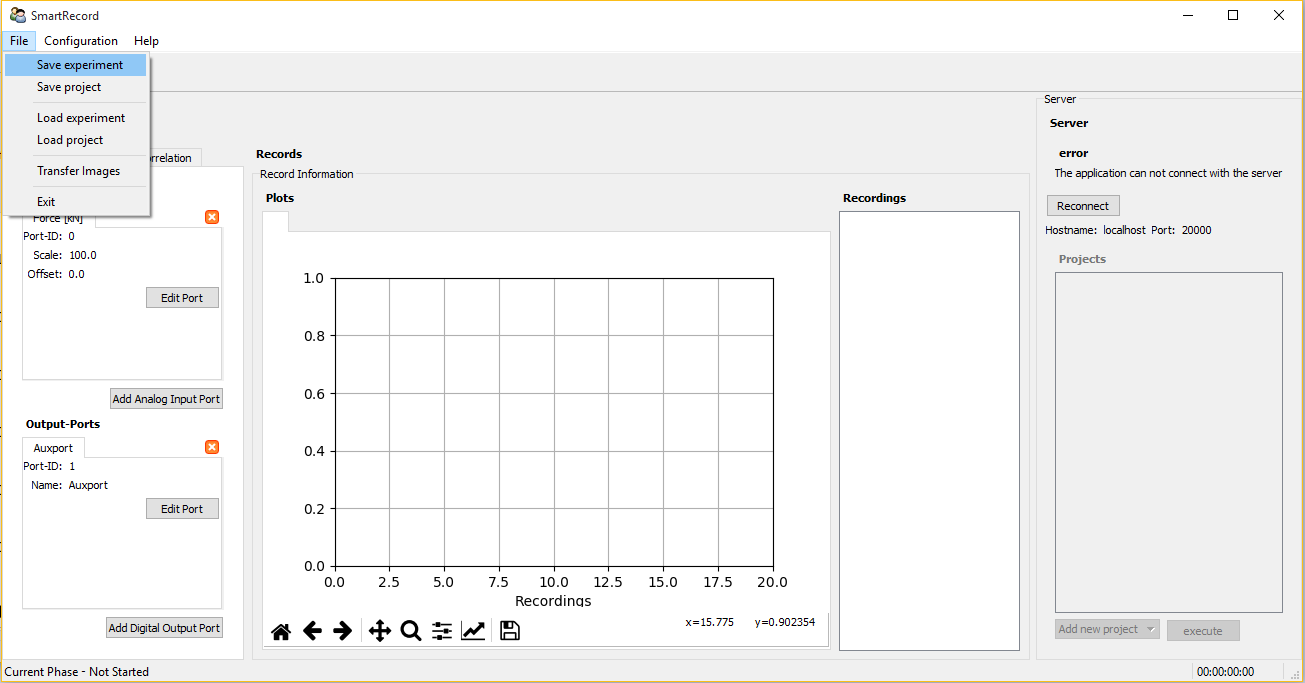 SmartRecord
File Configuration Help
Save experiment
Save project
Load experiment
Load project
Transfer Images
Exit
Force [kN]
Port-ID: 0
Scale: 100.0
Offset: 0.0
Edit Port
Add Analog Input Port
Output-Ports
Auxport
Port-ID: 1
Name: Auxport
Edit Port
Add Digital Output Port
Records
Record Information
Plots
1.0
0.8
0.6
0.4
0.2
0.0
0.0 2.5 5.0 7.5 10.0 12.5 15.0 17.5 20.0
Recordings
x=15.775 y=0.902354
Recordings
Server
Server
error
The application can not connect with the server
Reconnect
Hostname: localhost Port: 20000
Projects
Add new project
execute
Current Phase - Not Started
00:00:00:00